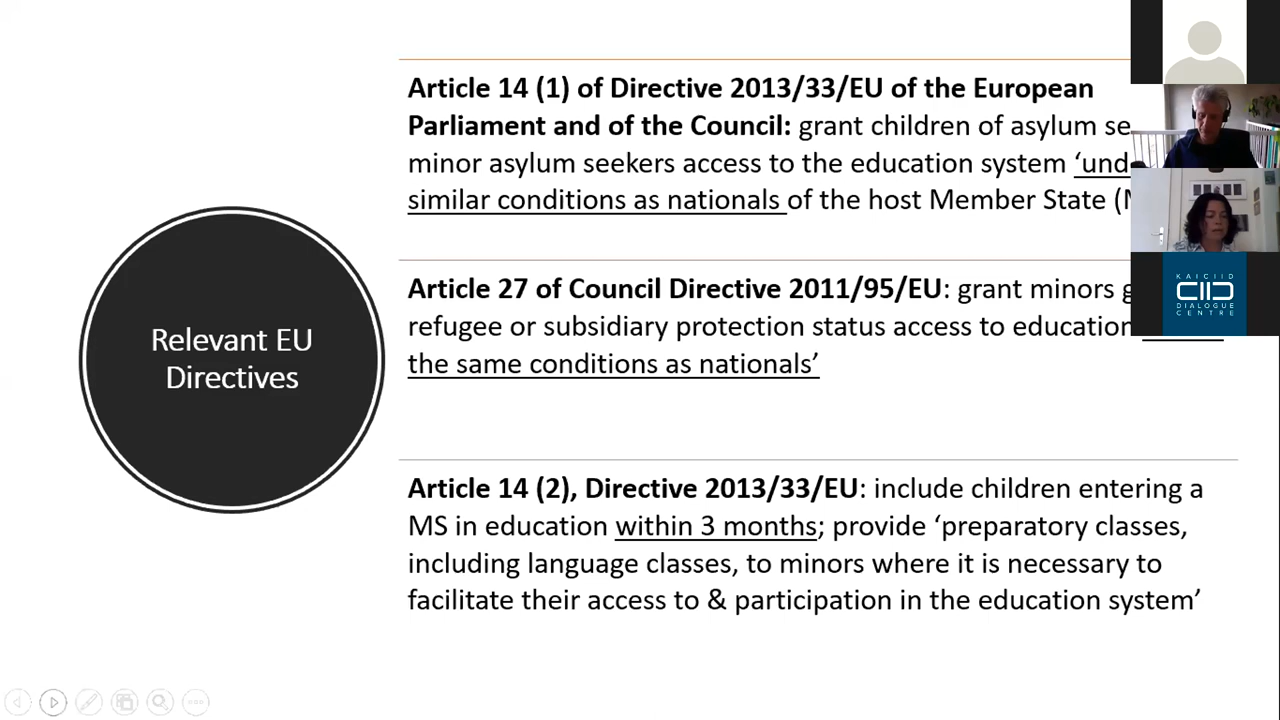 Relevant EU
Directives
Article 14 (1) of Directive 2013/33/EU of the European
Parliament and of the Council: grant children of asylum
minor asylum seekers access to the education system
similar conditions as nationals of the host Member State
Article 27 of Council Directive 2011/95/EU: grant minors
refugee or subsidiary protection status access to education
the same conditions as nationals’
Article 14 (2), Directive 2013/33/EU: include children entering a
MS in education within 3 months; provide ‘preparatory classes,
including language classes, to minors where it is necessary to
facilitate their access to & participation in the education system’
KAICIID
DIALOGUE
CENTRE